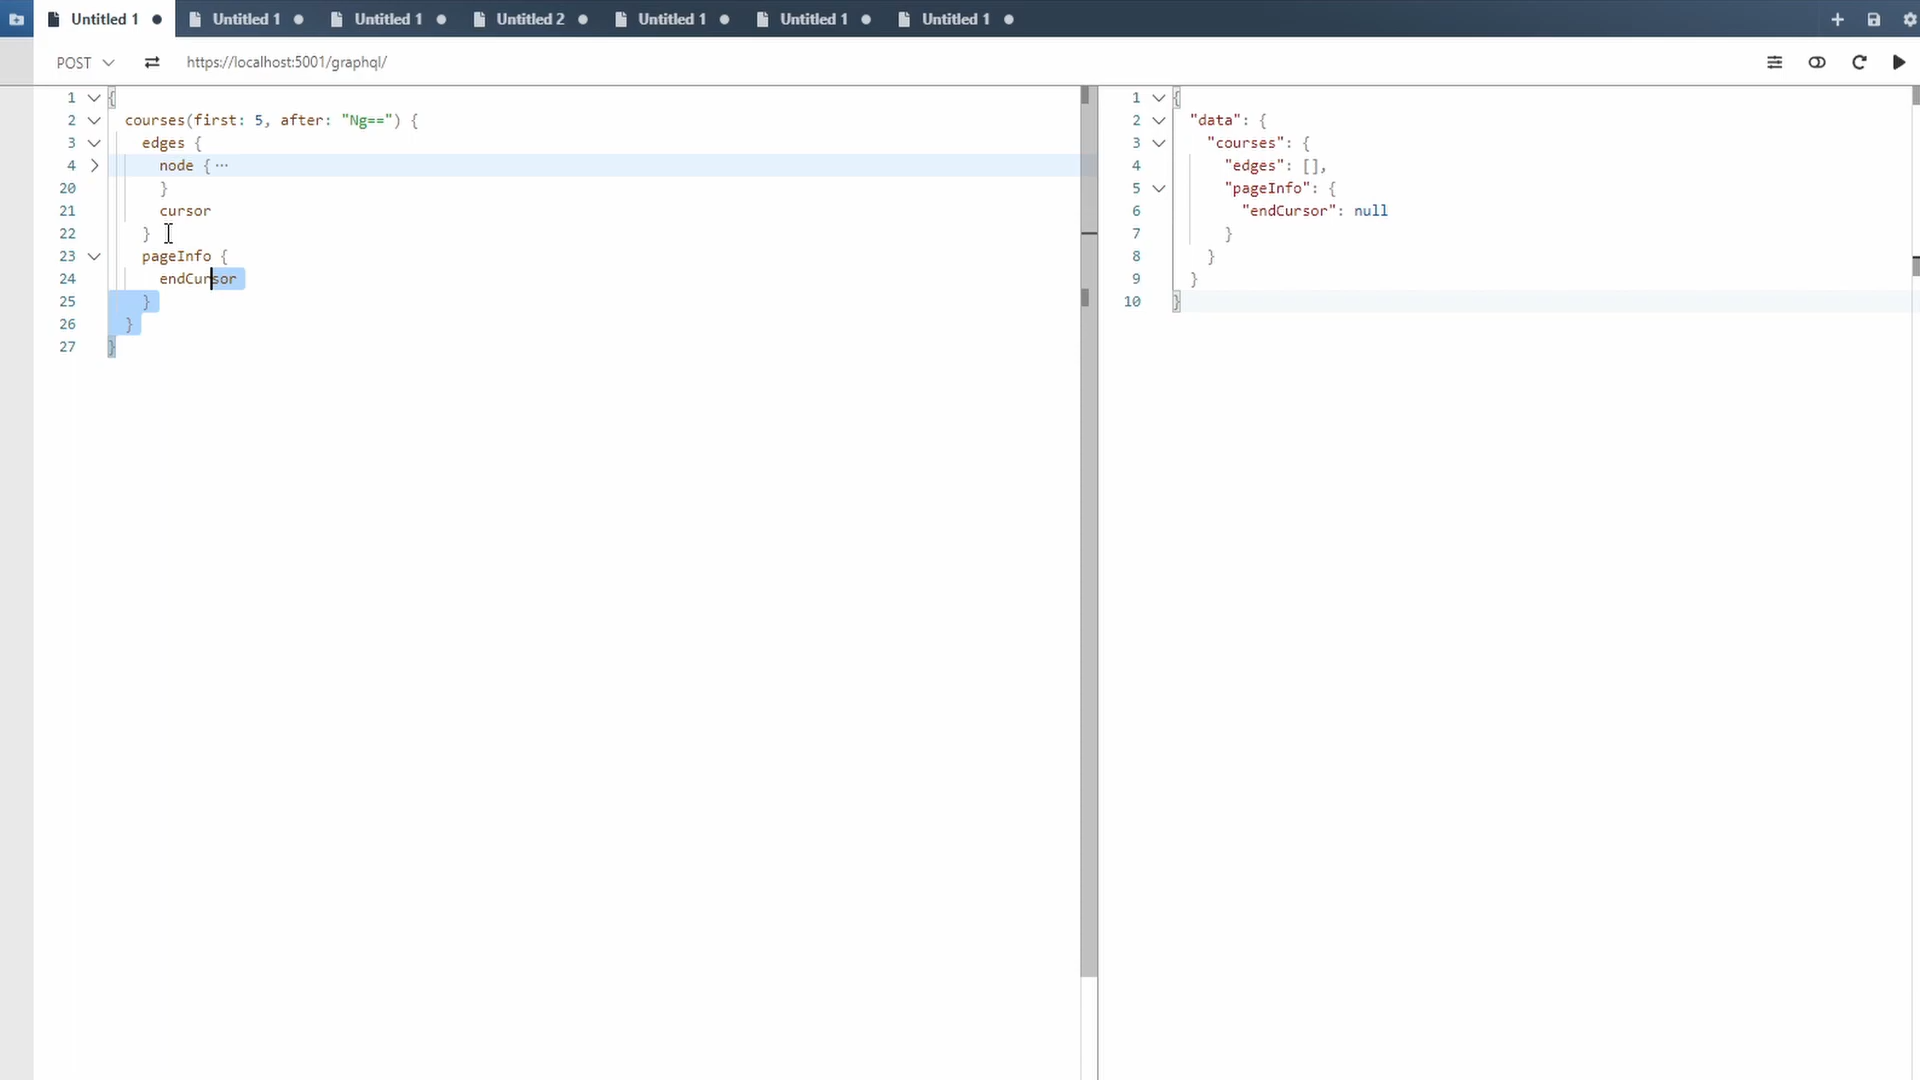 Untitled 1 Untitled 1 Untitled 1 Untitled 2 Untitled 1 Untitled 1 Untitled 1
POST https://localhost:5001/graphql/
1 {
2 courses(first: 5, after: "Ng==") {
3 edges {
4 node { ...
20 }
21 cursor
22 }
23 pageInfo {
24 endCursor
25 }
26 }
27 }
1 {
2 "data": {
3 "courses": {
4 "edges": [],
5 "pageInfo": {
6 "endCursor": null
7 }
8 }
9 }
10 }